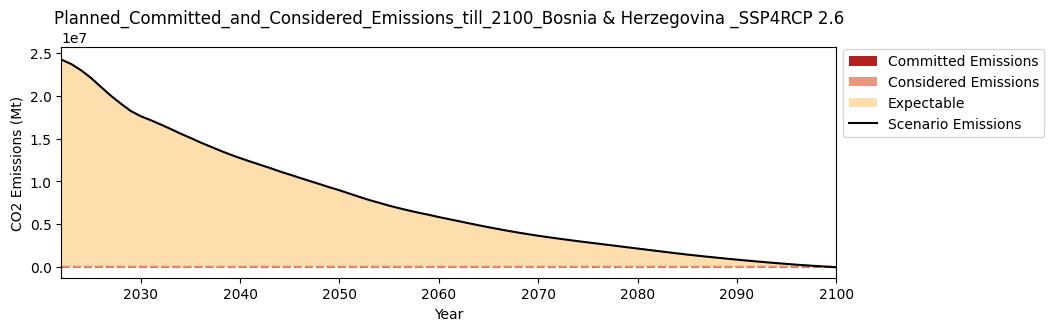 Planned_Committed_and_Considered_Emissions_till_2100_Bosnia & Herzegovina _SSP4RCP 2.6
1e7
2.5
2.0
1.5
1.0
0.5
0.0
CO2 Emissions (Mt)
2030 2040 2050 2060 2070 2080 2090 2100
Year
Committed Emissions
Considered Emissions
Expectable
Scenario Emissions